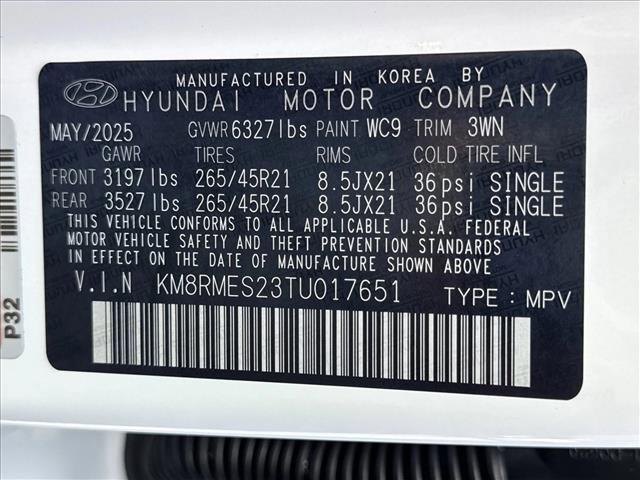 MANUFACTURED IN KOREA BY
HYUNDAI MOTOR COMPANY
MAY/2025 GVWR 6327lbs PAINT WC9 TRIM 3WN
GAWR TIRES RIMS COLD TIRE INFL
FRONT 3197lbs 265/45R21 8.5JX21 36psi SINGLE
REAR 3527lbs 265/45R21 8.5JX21 36psi SINGLE
THIS VEHICLE CONFORMS TO ALL APPLICABLE U.S.A. FEDERAL
MOTOR VEHICLE SAFETY AND THEFT PREVENTION STANDARDS
IN EFFECT ON THE DATE OF MANUFACTURE SHOWN ABOVE.
V.I.N KM8RMES23TU017651 TYPE: MPV
P32